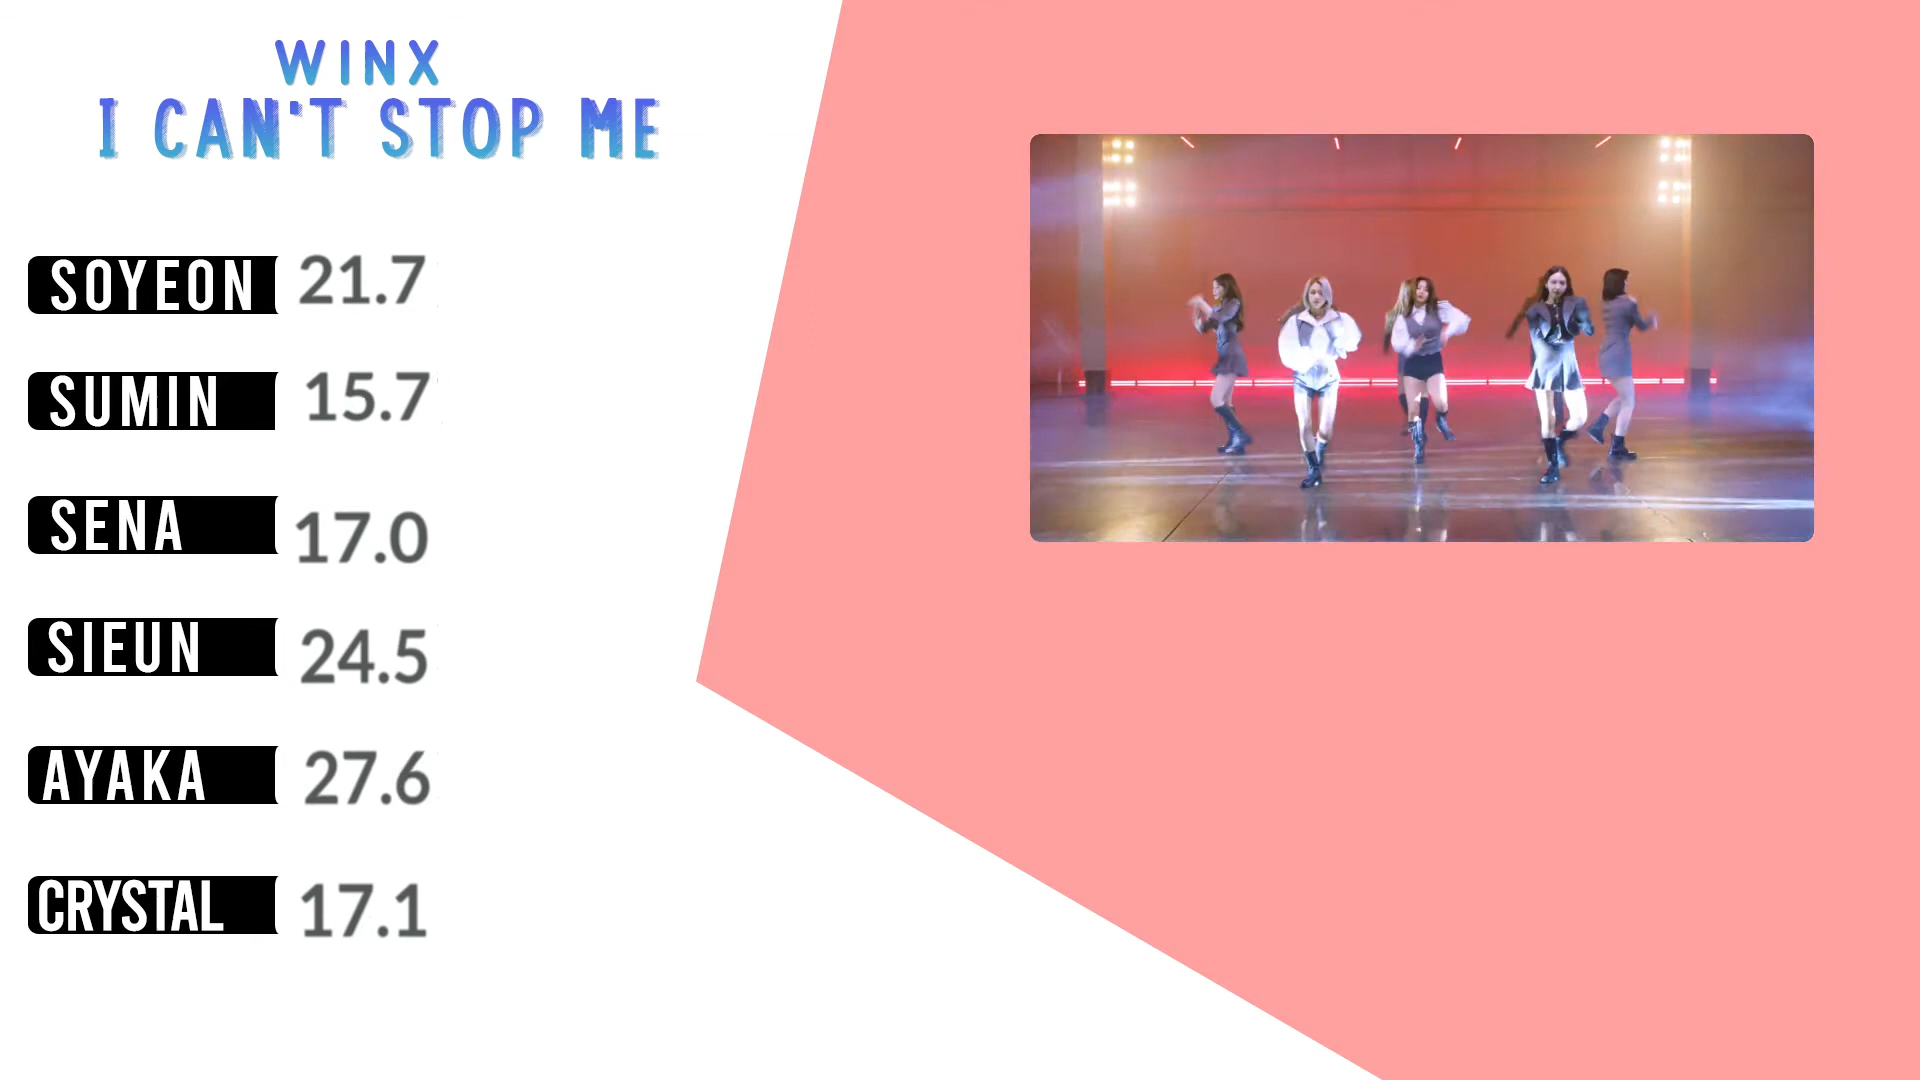 WINX
I CAN'T STOP ME
SOYEON 21.7
SUMIN 15.7
SENA 17.0
SIEUN 24.5
AYAKA 27.6
CRYSTAL 17.1